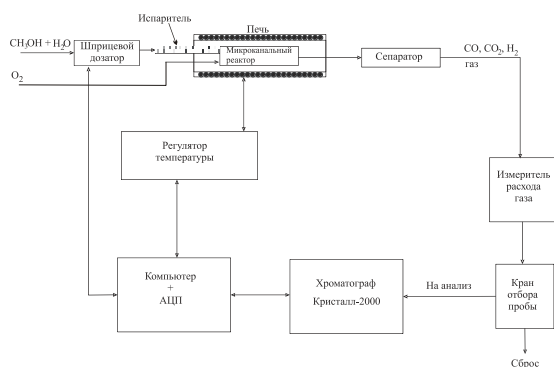 Испаритель
Печь
CH₃OH + H₂O
Шприцевой
дозатор
Микроканальный
реактор
Сепаратор
CO, CO₂, H₂
газ
O₂
Регулятор
температуры
Измеритель
расхода
газа
Компьютер
+
АЦП
Хроматограф
Кристалл-2000
На анализ
Кран
отбора
пробы
Сброс